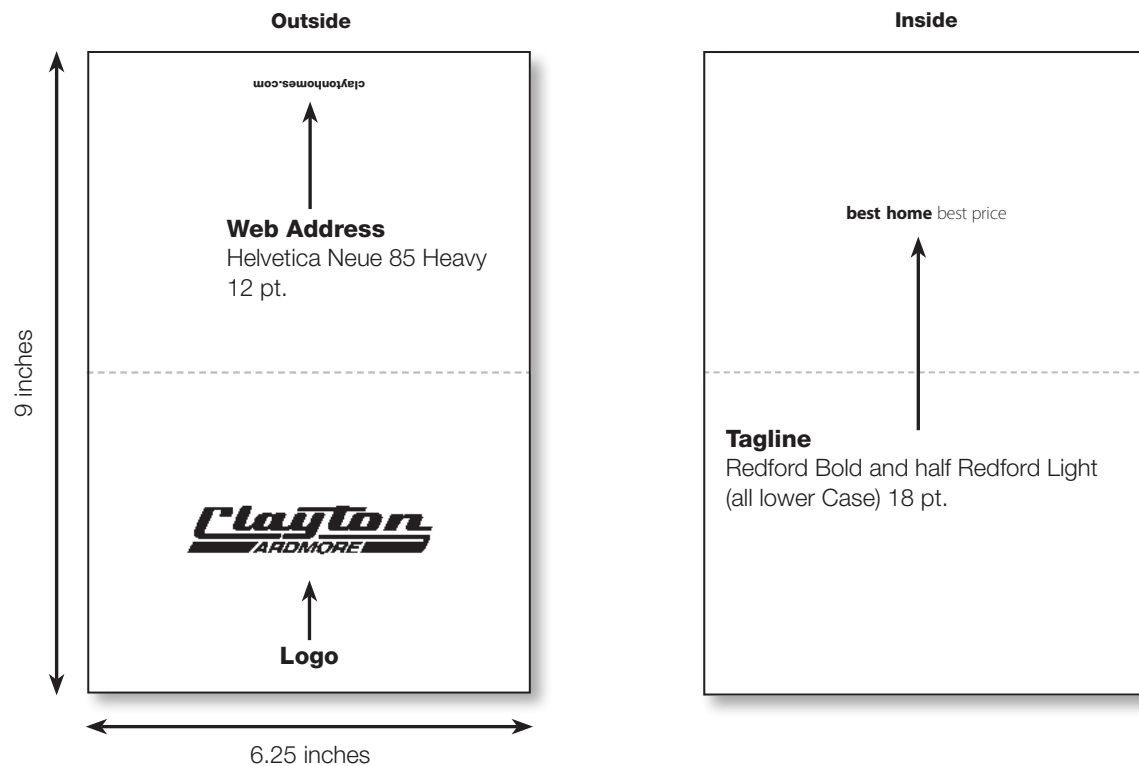 Outside
claytonhomes.com
Web Address
Helvetica Neue 85 Heavy
12 pt.
9 inches
Clayton
ARDMORE
Logo
6.25 inches
Inside
best home best price
Tagline
Redford Bold and half Redford Light
(all lower Case) 18 pt.